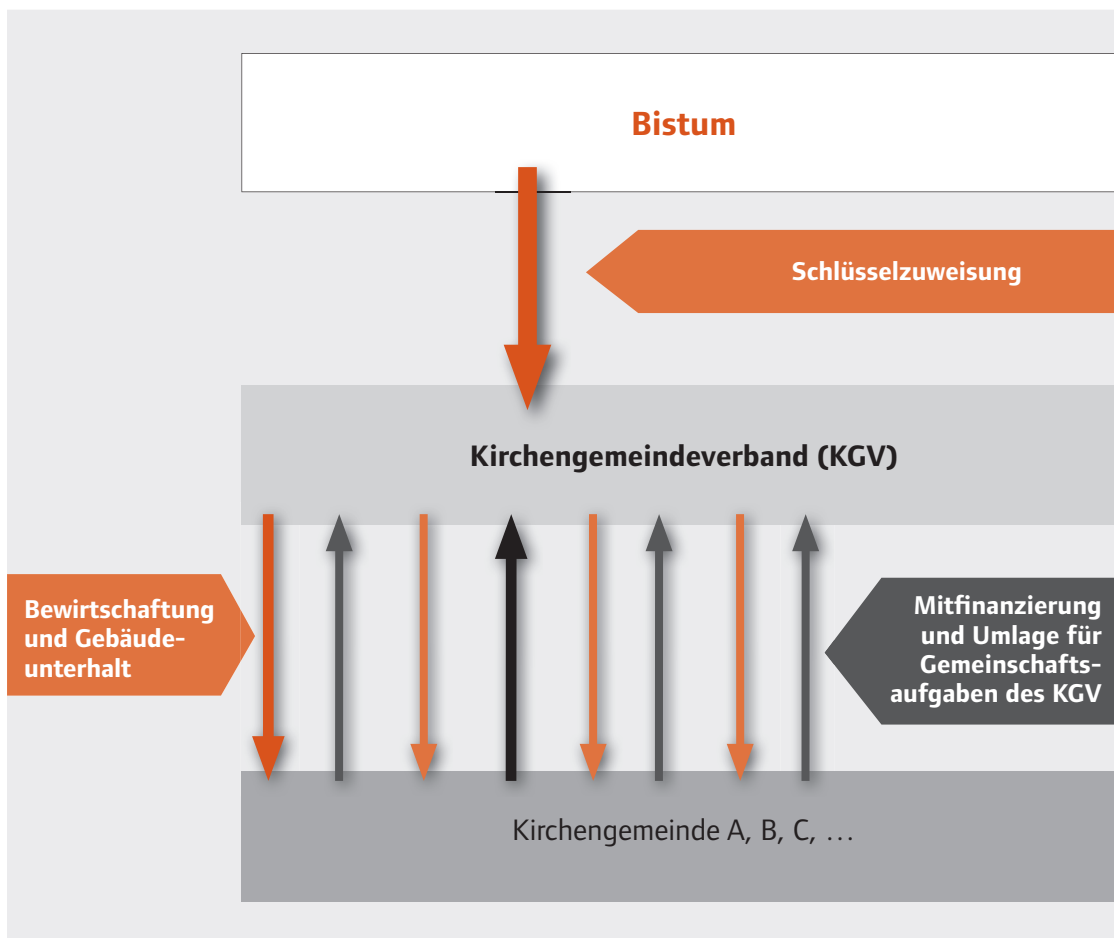 Bistum
Schlüsselzuweisung
Kirchengemeindeverband (KGV)
Bewirtschaftung
und Gebäude-
unterhalt
Mitfinanzierung
und Umlage für
Gemeinschafts-
aufgaben des KGV
Kirchengemeinde A, B, C, …